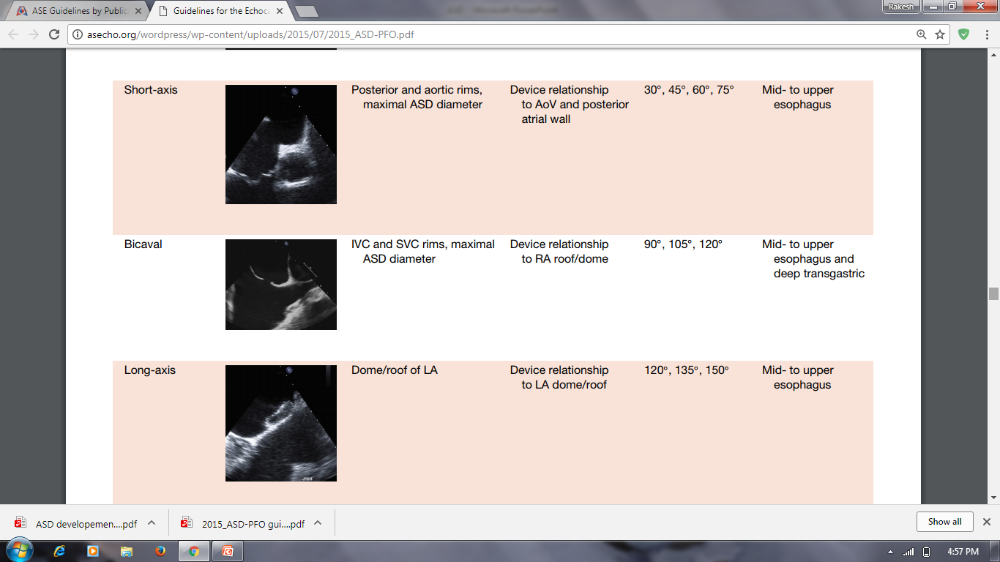 ASE Guidelines by Public
Guidelines for the Echoca
Rakesh
asecho.org/wordpress/wp-content/uploads/2015/07/2015_ASD-PFO.pdf
Short-axis
Posterior and aortic rims,
maximal ASD diameter
Device relationship
to AoV and posterior
atrial wall
30°, 45°, 60°, 75°
Mid- to upper
esophagus
Bicaval
IVC and SVC rims, maximal
ASD diameter
Device relationship
to RA roof/dome
90°, 105°, 120°
Mid- to upper
esophagus and
deep transgastric
Long-axis
Dome/roof of LA
Device relationship
to LA dome/roof
120°, 135°, 150°
Mid- to upper
esophagus
JPEG
ASD developemen....pdf
2015_ASD-PFO gui....pdf
Show all
4:57 PM